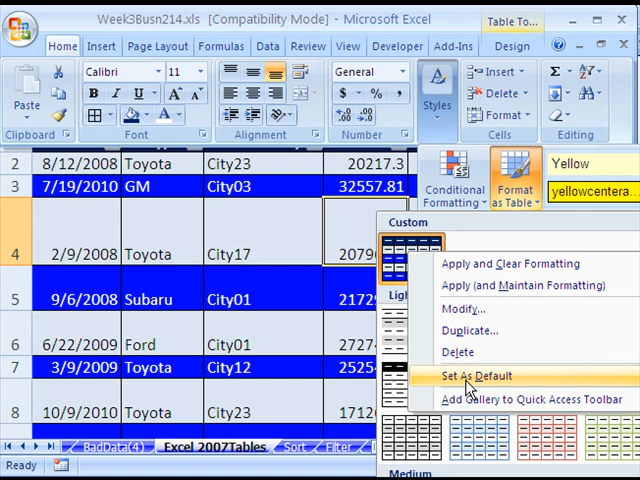 Week3Busn214.xls [Compatibility Mode] - Microsoft Excel
Table To...
Home Insert Page Layout Formulas Data Review View Developer Add-Ins Design
Paste
Clipboard
Calibri 11
B I U A A
Font
Alignment
General
$ % ,
Number
Styles
Insert
Delete
Format
Cells
Editing
Conditional Formatting
Format as Table
Yellow
yellowcentera...
2 8/12/2008 Toyota City23 20217.3
3 7/19/2010 GM City03 32557.81
4 2/9/2008 Toyota City17 2079
5 9/6/2008 Subaru City01 2172
6 6/22/2009 Ford City01 2727
7 3/9/2009 Toyota City12 2525
8 10/9/2010 Toyota City23 1712
Custom
Apply and Clear Formatting
Apply (and Maintain Formatting)
Modify...
Duplicate...
Delete
Set As Default
Add Gallery to Quick Access Toolbar
Medium
BadData(4) Excel 2007Tables Sort Filter
Ready